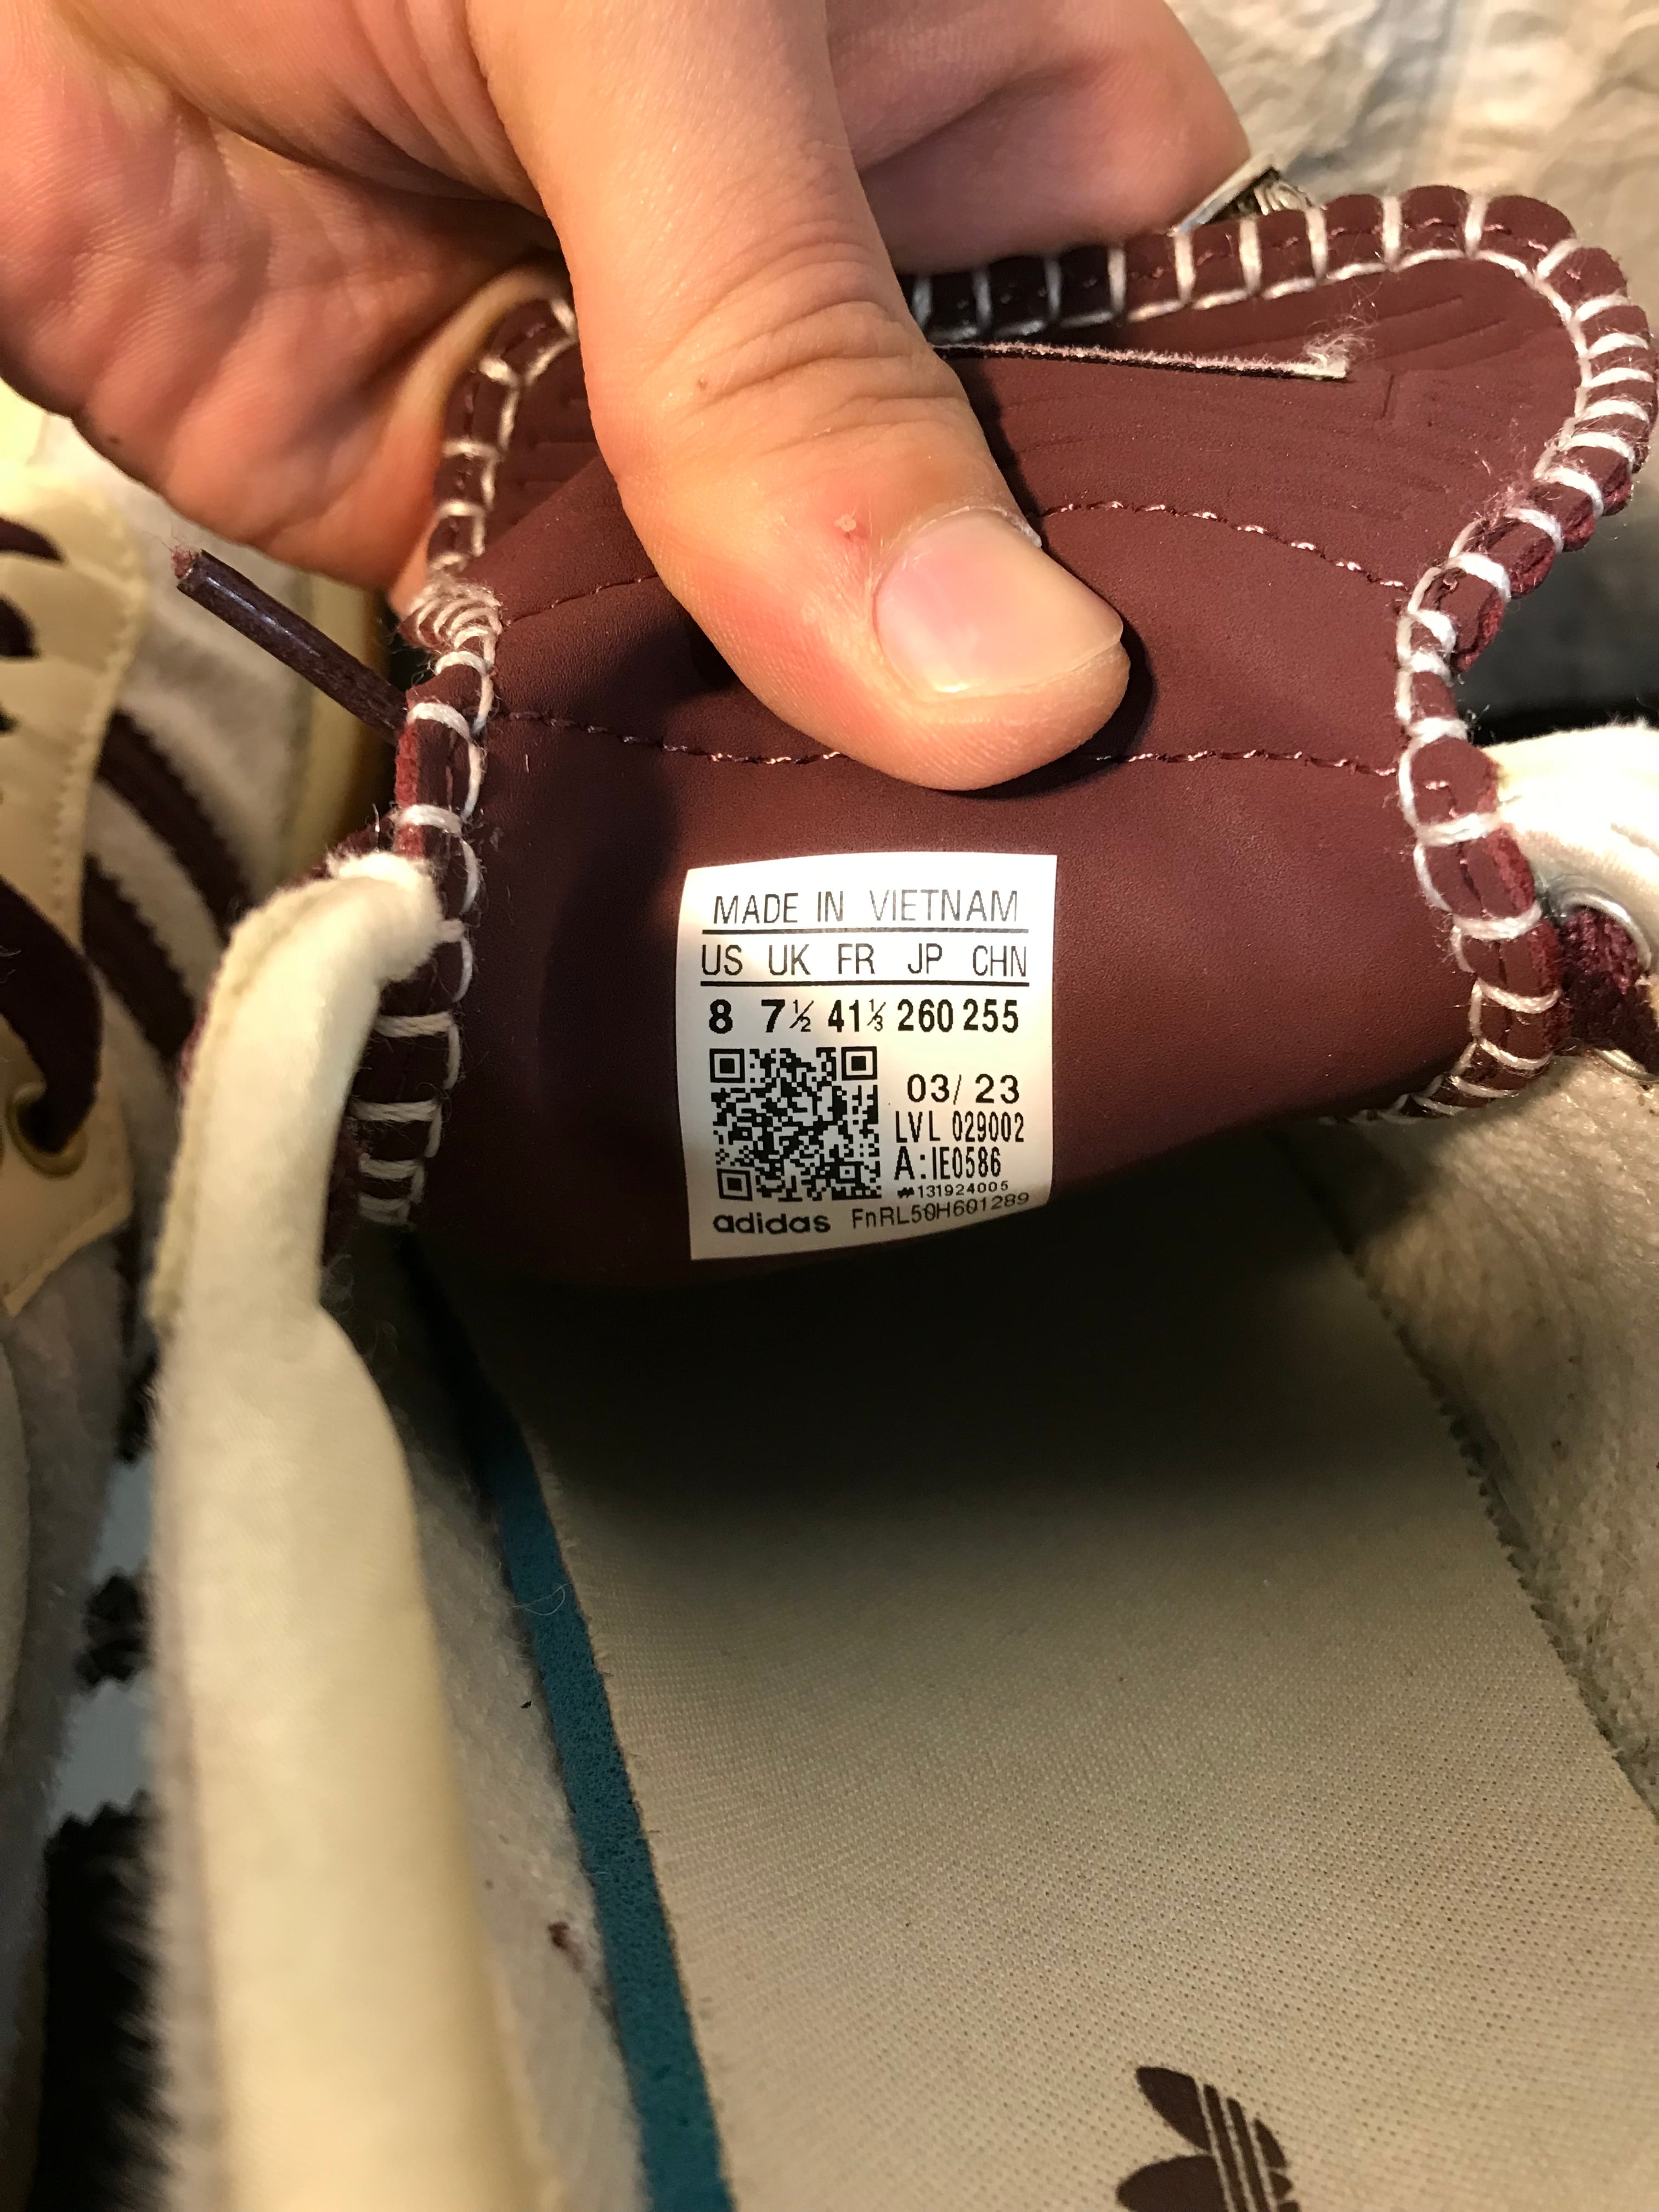 MADE IN VIETNAM
US UK FR JP CHN
8 7½ 41⅓ 260 255
03/23
LVL 029002
A:IE0586
#131924005
adidas FnRL50H601289